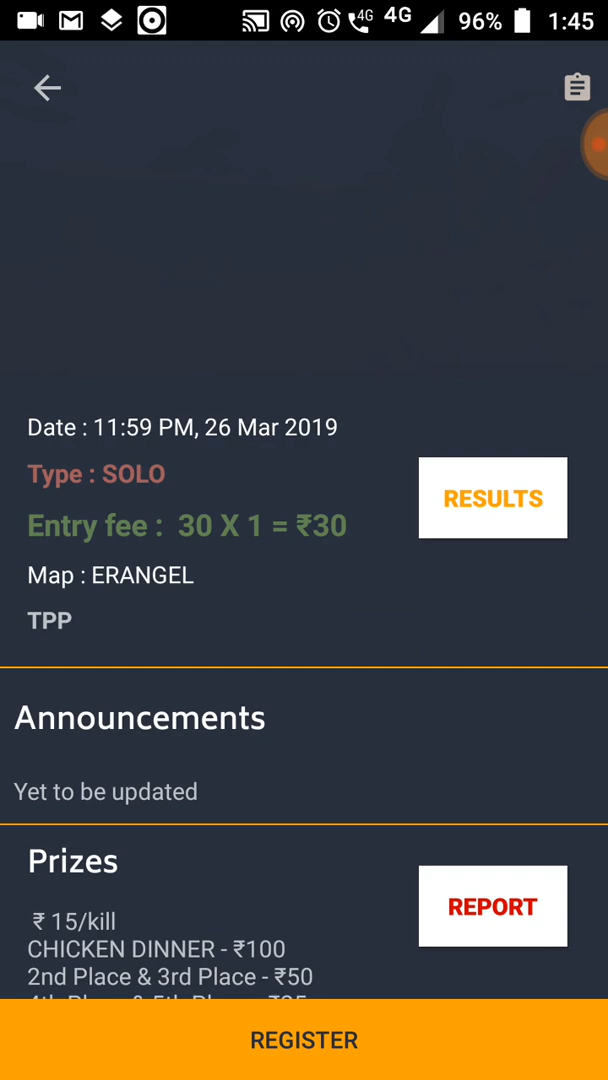 4G 4G 96% 1:45
Date : 11:59 PM, 26 Mar 2019
Type : SOLO
RESULTS
Entry fee :  30 X 1 = ₹30
Map : ERANGEL
TPP
Announcements
Yet to be updated
Prizes
REPORT
₹ 15/kill
CHICKEN DINNER - ₹100
2nd Place & 3rd Place - ₹50
REGISTER